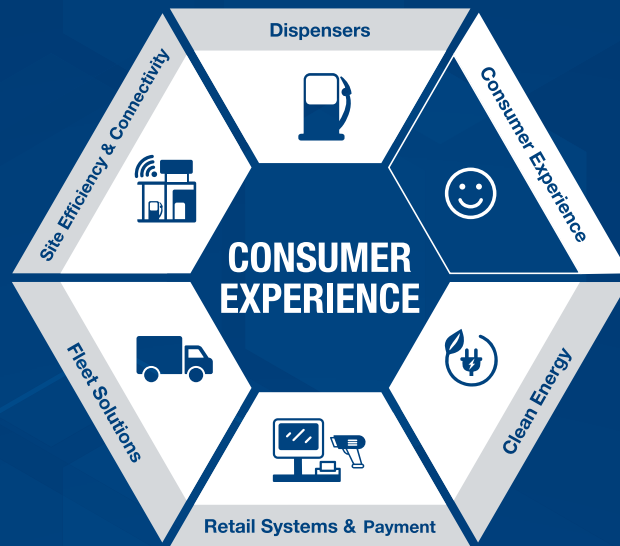 Dispensers
Consumer Experience
Clean Energy
Retail Systems & Payment
Fleet Solutions
Site Efficiency & Connectivity
CONSUMER
EXPERIENCE